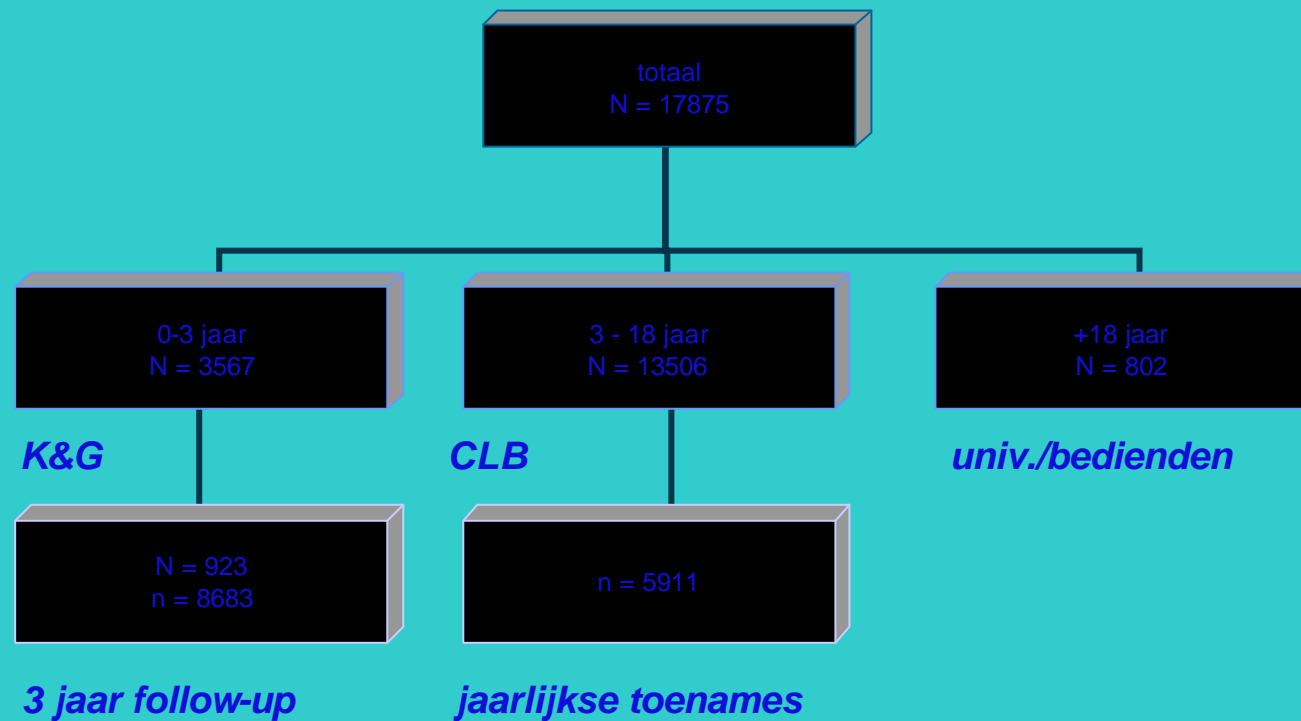 totaal
N = 17875
0-3 jaar
N = 3567
3 - 18 jaar
N = 13506
+18 jaar
N = 802
K&G
CLB
univ./bedienden
N = 923
n = 8683
n = 5911
3 jaar follow-up
jaarlijkse toenames